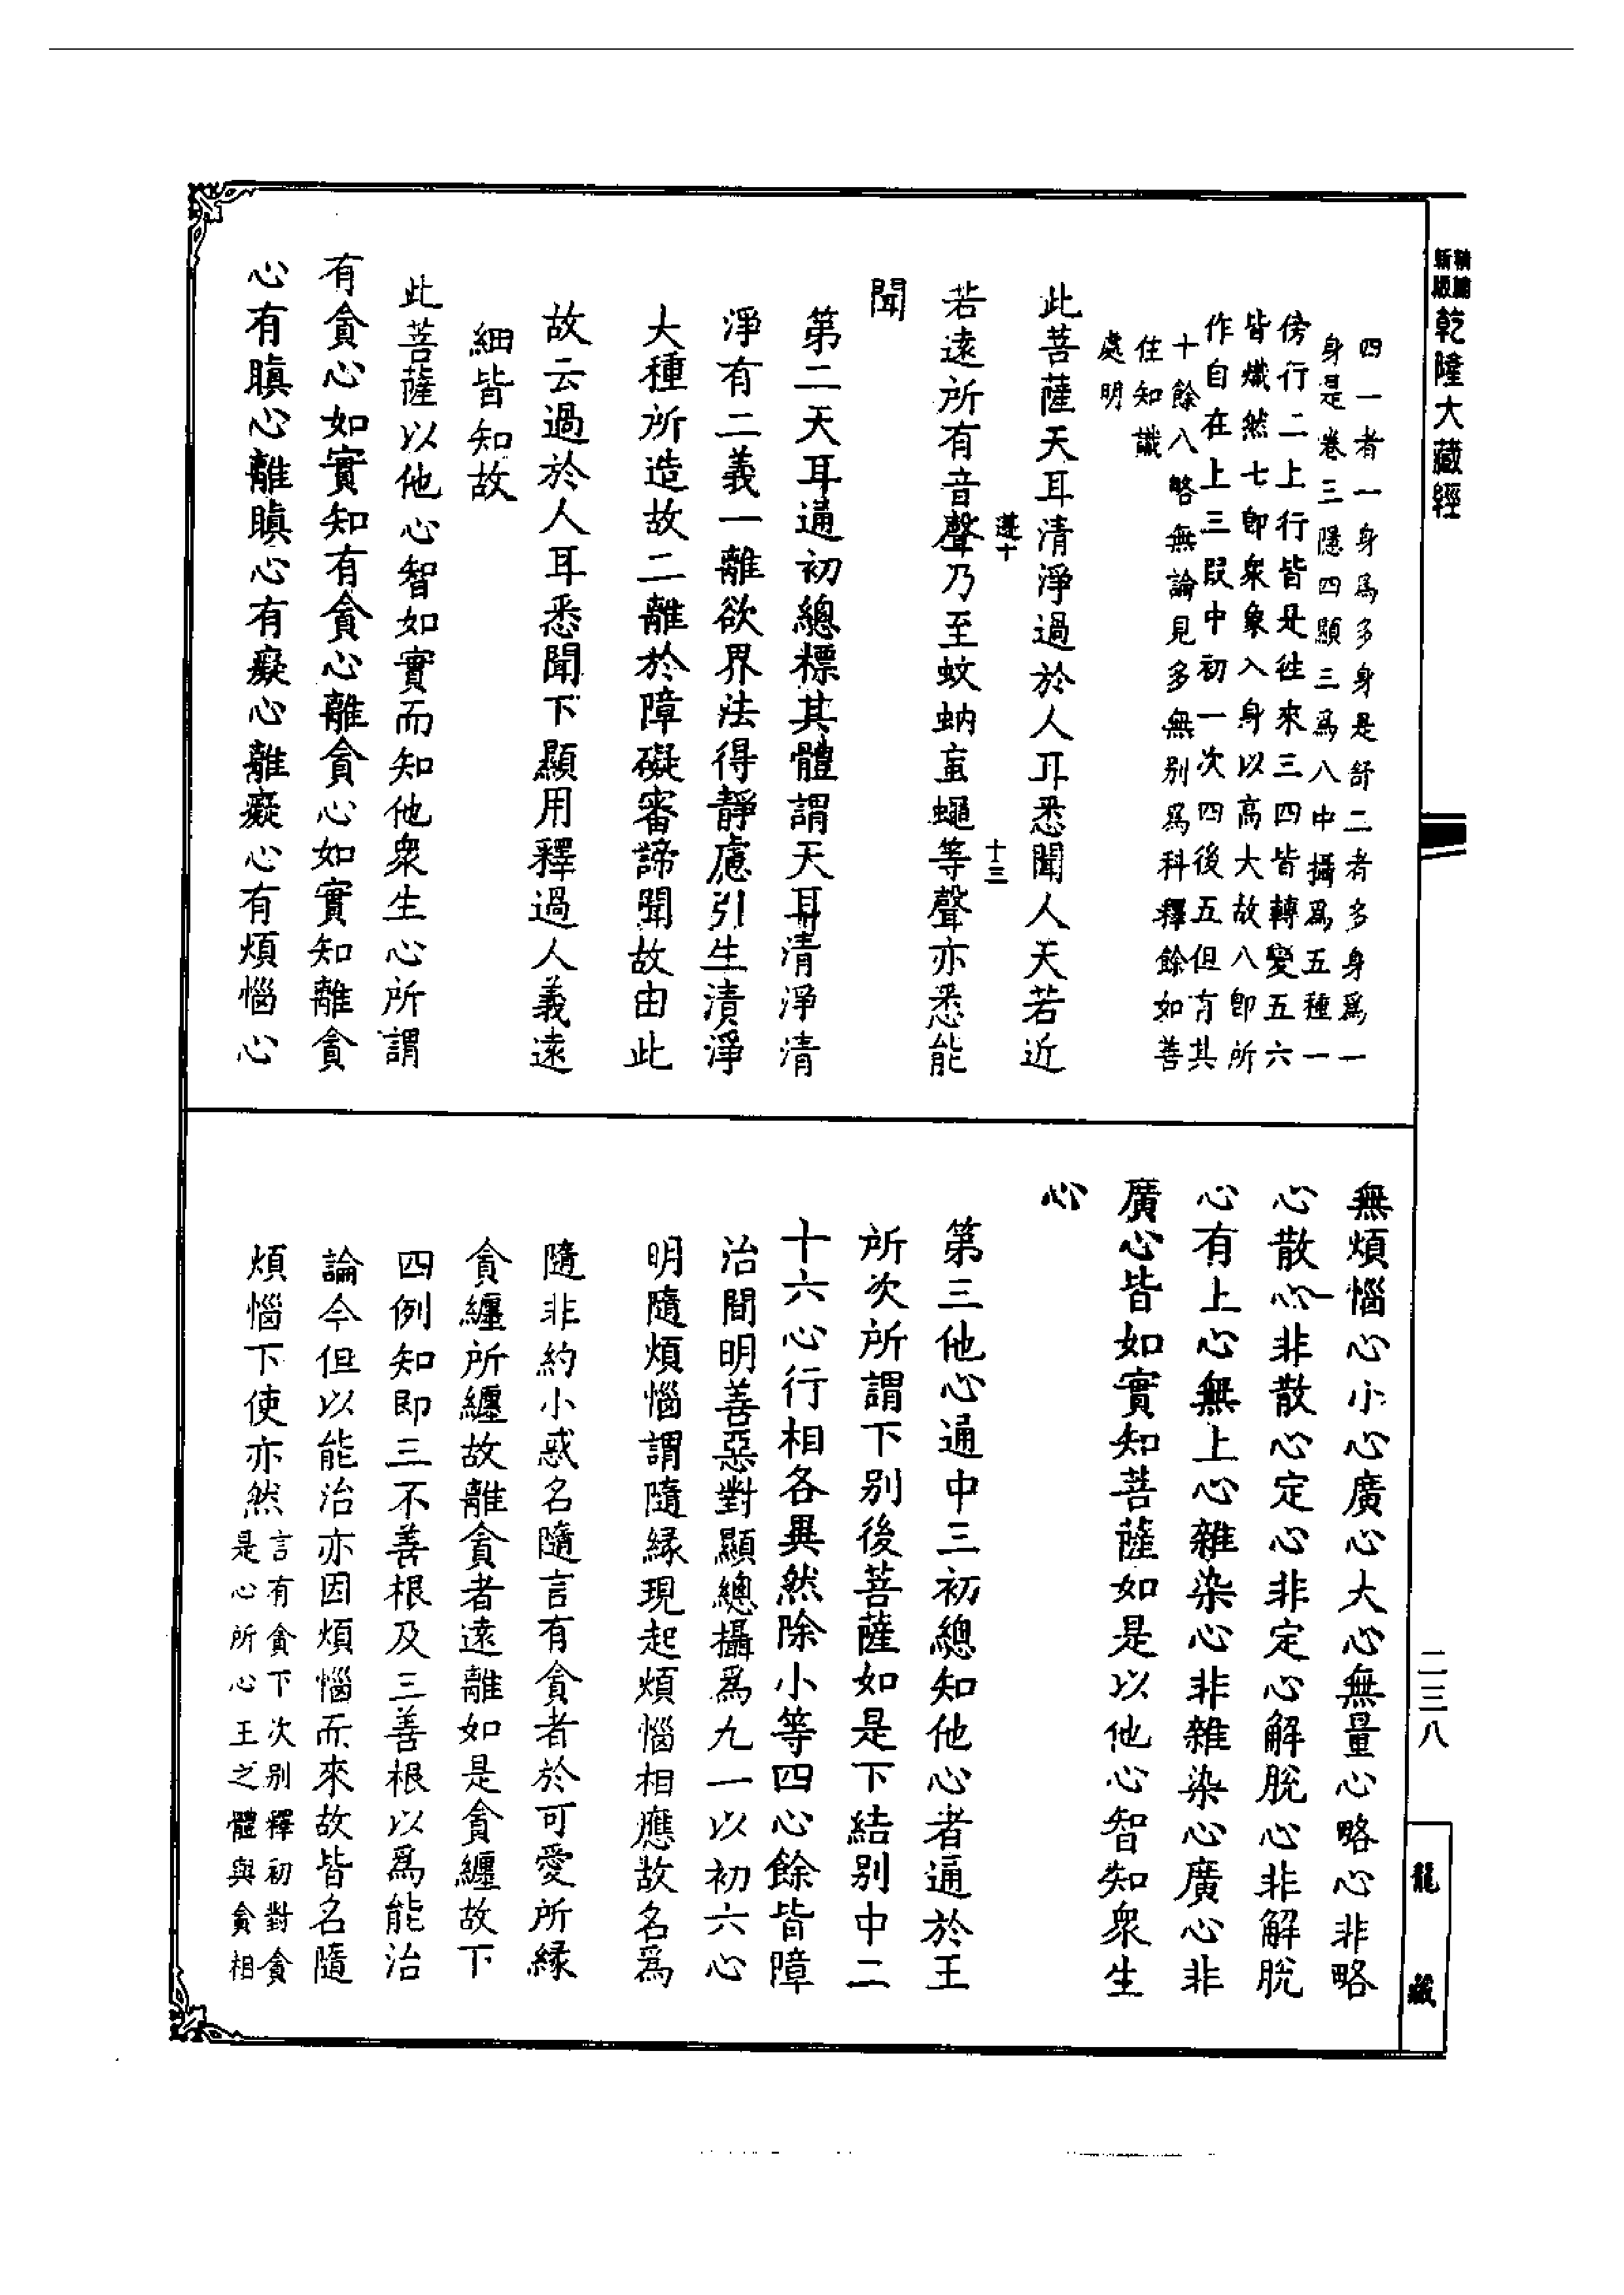 新版 精縮 乾隆大藏經
四一者一身爲多身是舒二者多身爲一
身是卷三隱四顯三爲八中攝爲五種一
傍行二上行皆是往來三四皆轉變五六
皆熾然七卽衆象入身以高大故八卽所
作自在上三段中初一次四後五但有其
十餘八略無論見多無別爲科釋餘如善
住知識
處明
此菩薩天耳清淨過於人耳悉聞人天若近
遵十
十三
若遠所有音聲乃至蚊蚋䖟蠅等聲亦悉能
聞
第二天耳通初總標其體謂天耳清淨清
淨有二義一離欲界法得靜慮引生清淨
大種所造故二離於障礙審諦聞故由此
故云過於人耳悉聞下顯用釋過人義遠
細皆知故
此菩薩以他心智如實而知他衆生心所謂
有貪心如實知有貪心離貪心如實知離貪
心有瞋心離瞋心有癡心離癡心有煩惱心
無煩惱心小心廣心大心無量心略心非略
心散心非散心定心非定心解脫心非解脫
心有上心無上心雜染心非雜染心廣心非
廣心皆如實知菩薩如是以他心智知衆生
心
第三他心通中三初總知他心者通於王
所次所謂下別後菩薩如是下結別中二
十六心行相各異然除小等四心餘皆障
治間明善惡對顯總攝爲九一以初六心
明隨煩惱謂隨緣現起煩惱相應故名爲
隨非約小惑名隨言有貪者於可愛所緣
貪纏所纏故離貪者遠離如是貪纏故下
四例知卽三不善根及三善根以爲能治
論今但以能治亦因煩惱而來故皆名隨
煩惱下使亦然言有貪下次別釋初對貪
是心所心王之體與貪相
二三八
龍藏